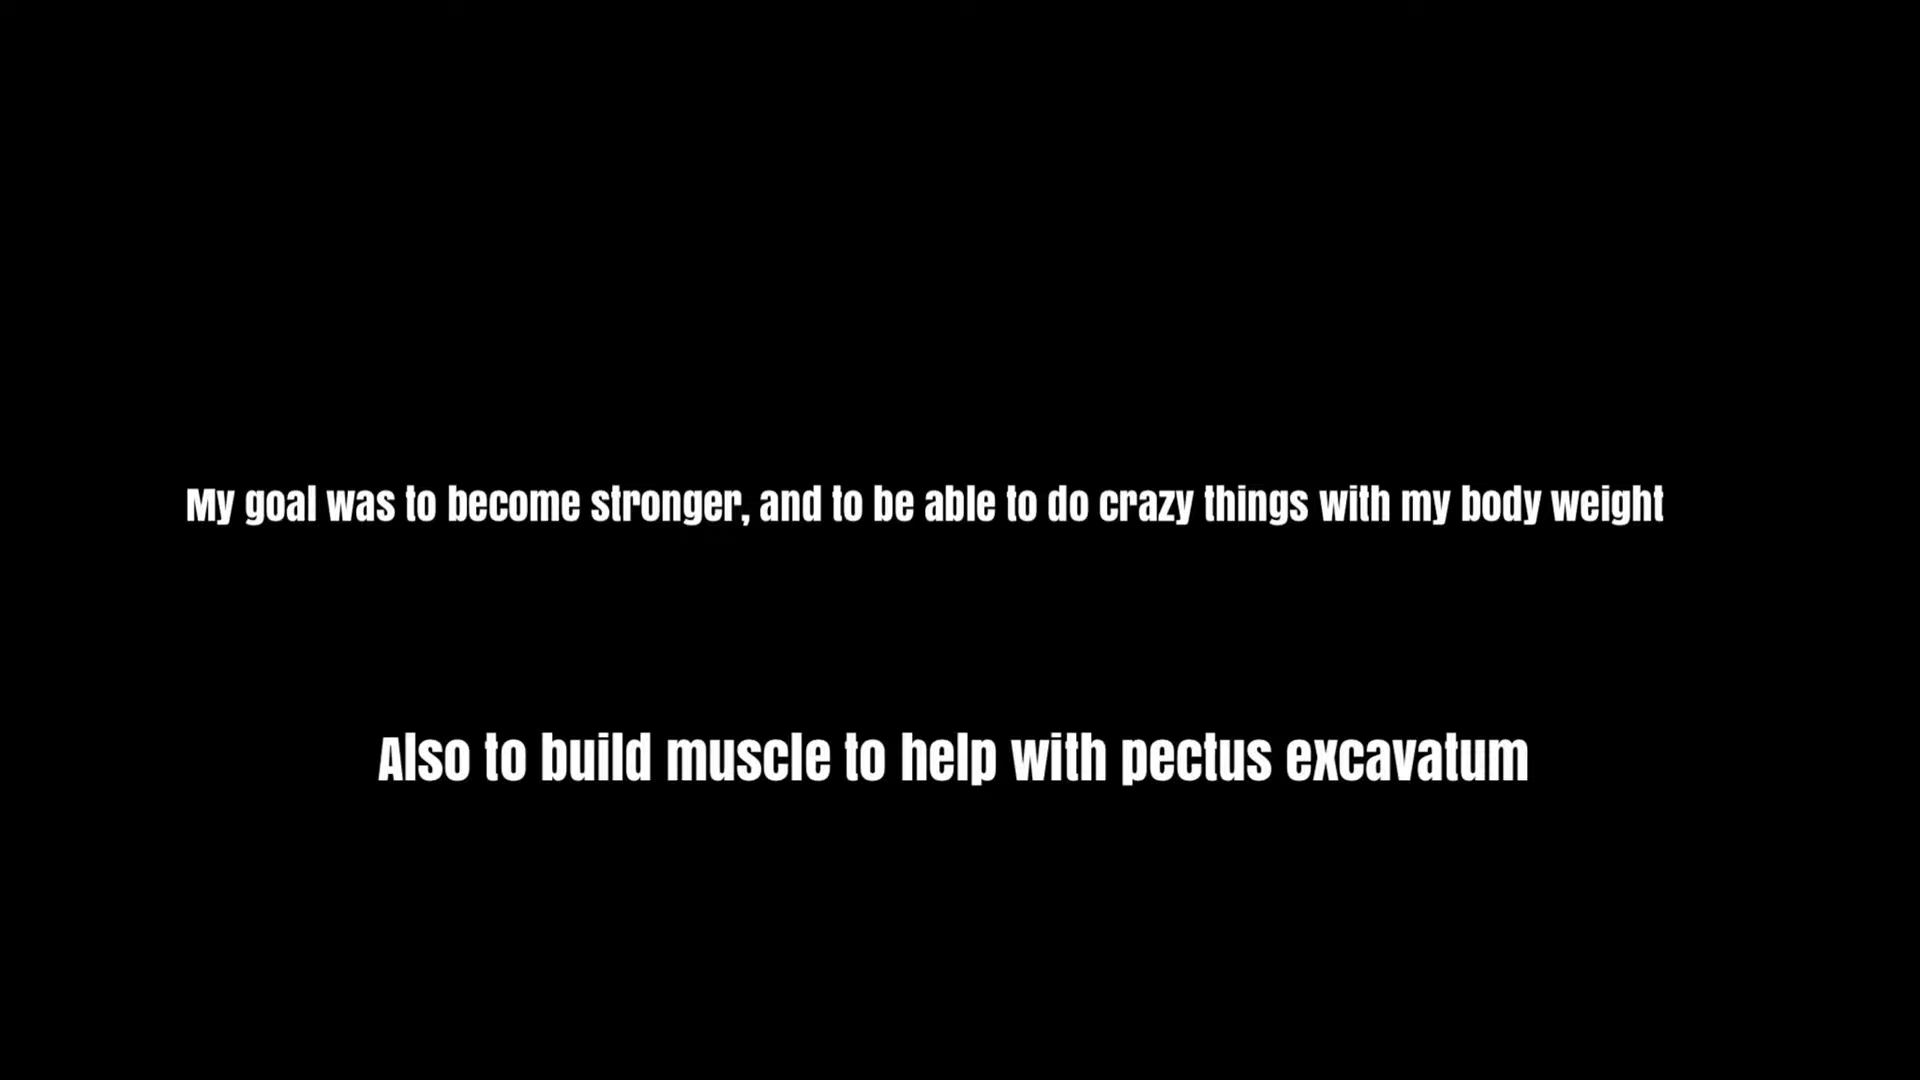 My goal was to become stronger, and to be able to do crazy things with my body weight
Also to build muscle to help with pectus excavatum